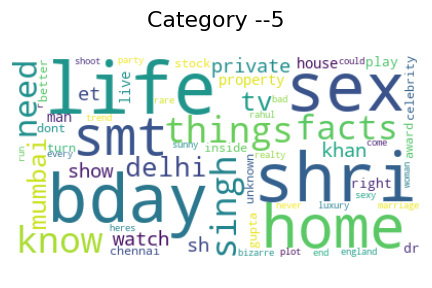 Category --5
shoot party stock private house could play
better live property
need life et tv sex celebrity
man rare bad
dont trend rahul
smt things facts
turn every sunny inside khan come award
mumbai show delhi unknown right woman
run bday singh shri sexy
realty never marriage
know watch heres sh gupta home luxury
chennai bizarre plot end england dr